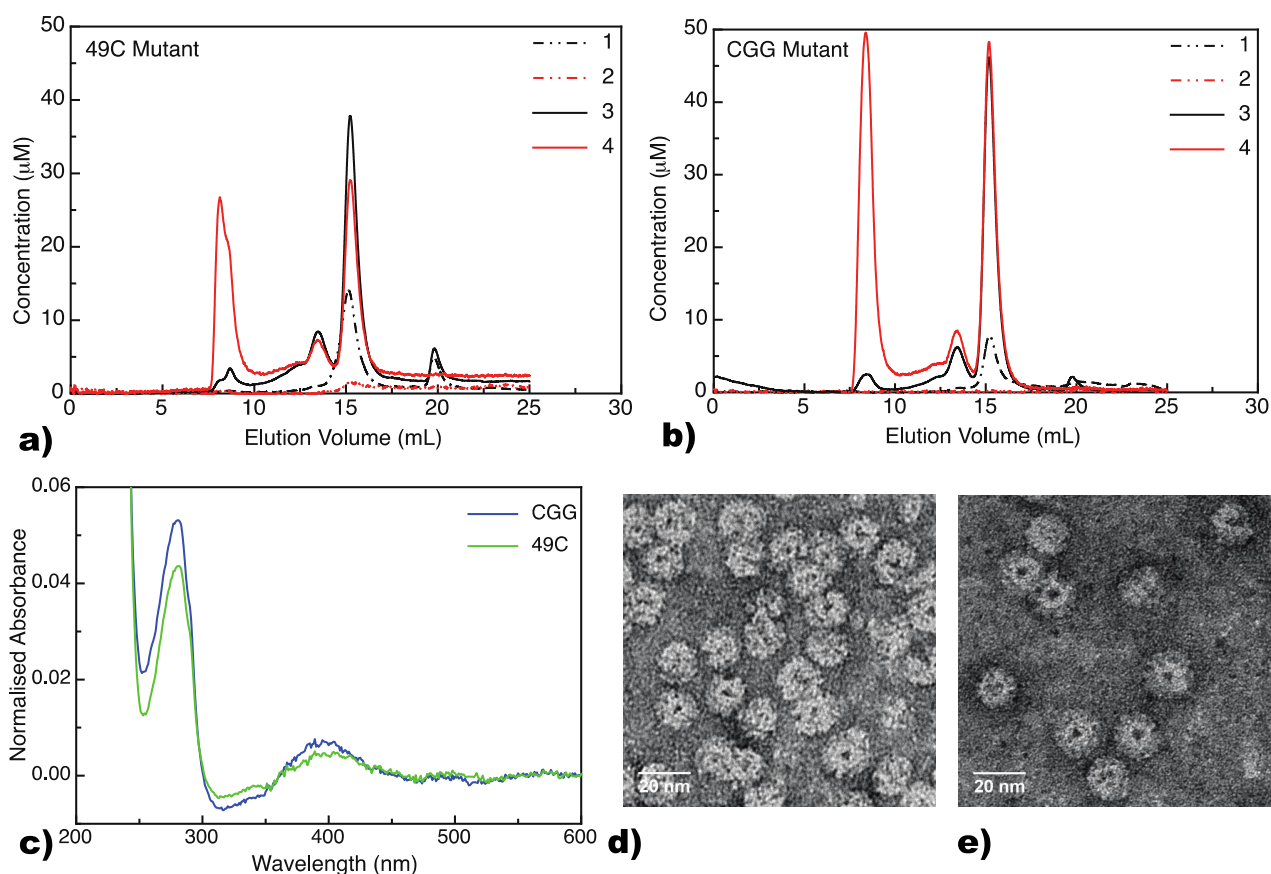 49C Mutant
1
2
3
4
50
40
30
20
10
0
Concentration (μM)
0
5
10
15
20
25
30
Elution Volume (mL)
a)
CGG Mutant
1
2
3
4
50
40
30
20
10
0
Concentration (μM)
0
5
10
15
20
25
30
Elution Volume (mL)
b)
CGG
49C
0.06
0.04
0.02
0.00
Normalised Absorbance
200
300
400
500
600
Wavelength (nm)
c)
20 nm
d)
20 nm
e)